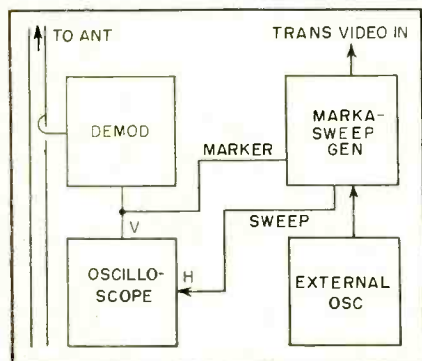 TO ANT
TRANS VIDEO IN
DEMOD
MARKA-
SWEEP
GEN
MARKER
V
SWEEP
OSCILLO-
SCOPE
H
EXTERNAL
OSC